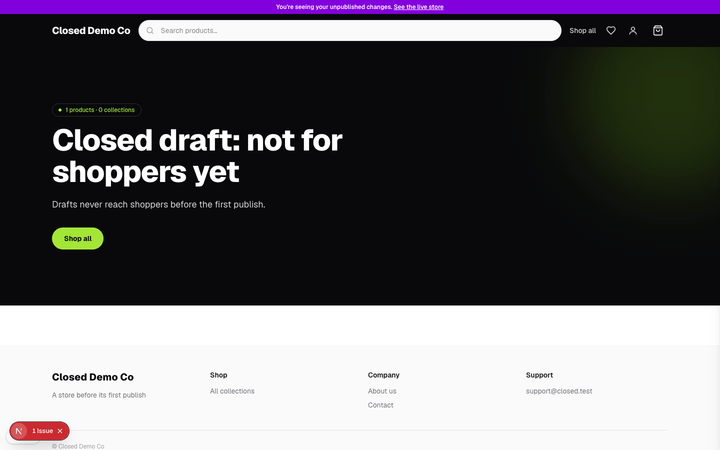 You're seeing your unpublished changes. See the live store
Closed Demo Co
Search products…
Shop all
1 products · 0 collections
Closed draft: not for
shoppers yet
Drafts never reach shoppers before the first publish.
Shop all
Closed Demo Co
A store before its first publish
Shop
All collections
Company
About us
Contact
Support
support@closed.test
N
1 Issue
© Closed Demo Co